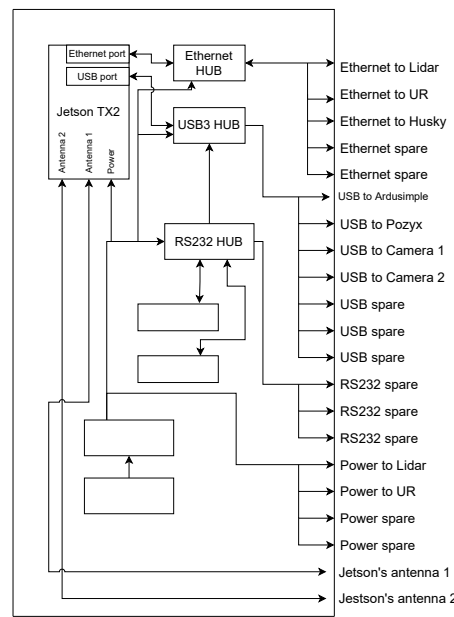 Ethernet port
USB port
Jetson TX2
Antenna 2
Antenna 1
Power
Ethernet
HUB
USB3 HUB
RS232 HUB
Ethernet to Lidar
Ethernet to UR
Ethernet to Husky
Ethernet spare
Ethernet spare
USB to Ardusimple
USB to Pozyx
USB to Camera 1
USB to Camera 2
USB spare
USB spare
USB spare
RS232 spare
RS232 spare
RS232 spare
Power to Lidar
Power to UR
Power spare
Power spare
Jetson's antenna 1
Jestson's antenna 2